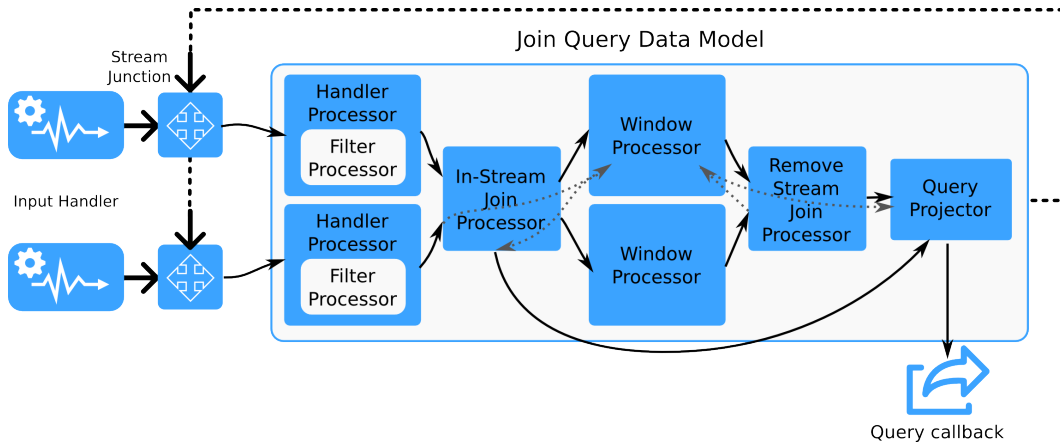 Join Query Data Model
Stream
Junction
Input Handler
Handler
Processor
Filter
Processor
Handler
Processor
Filter
Processor
In-Stream
Join
Processor
Window
Processor
Window
Processor
Remove
Stream
Join
Processor
Query
Projector
Query callback